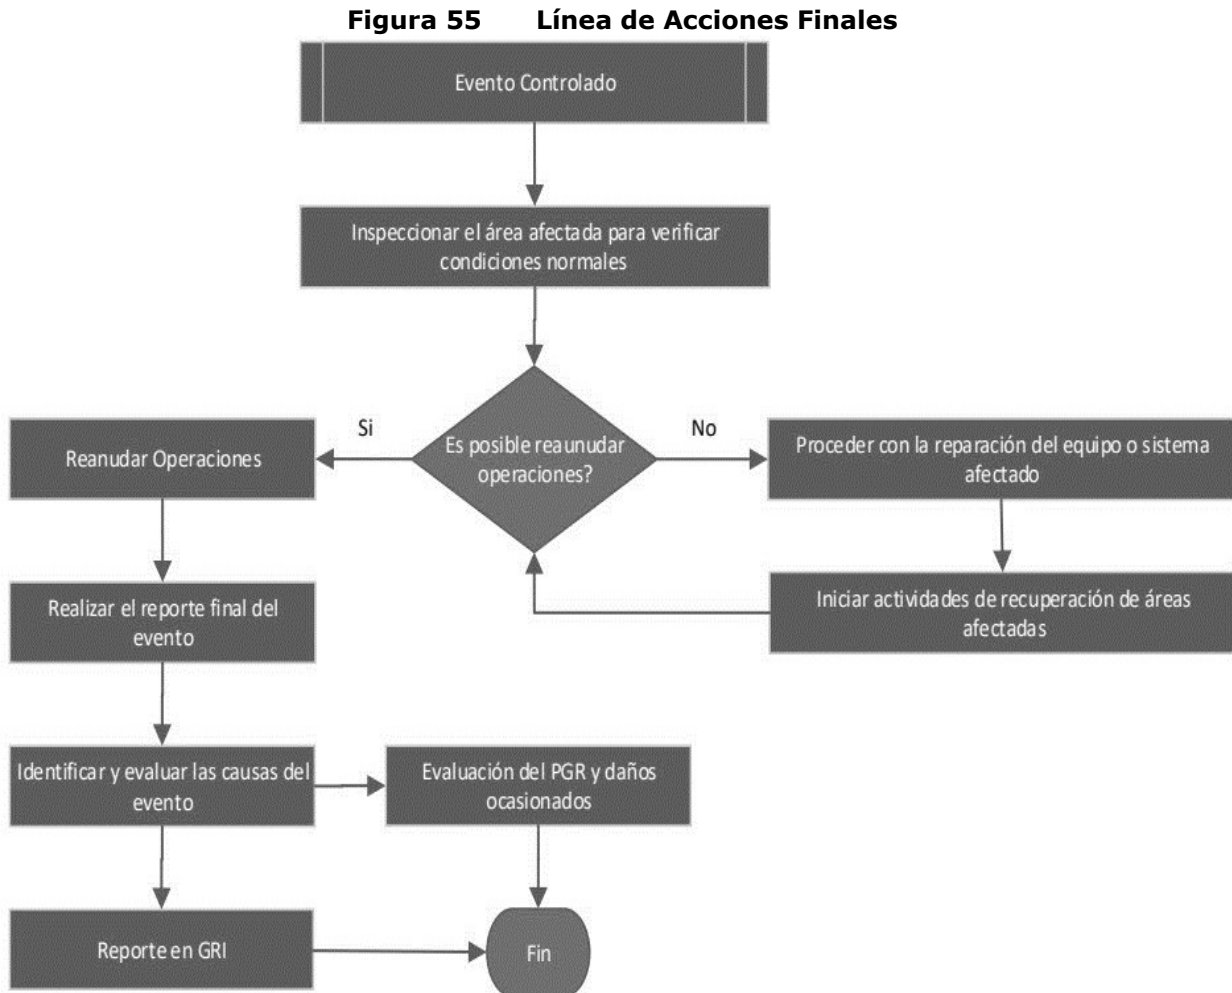 Figura 55 Línea de Acciones Finales
Evento Controlado
Inspeccionar el área afectada para verificar
condiciones normales
Es posible reaunudar
operaciones?
Si
No
Reanudar Operaciones
Proceder con la reparación del equipo o sistema
afectado
Realizar el reporte final del
evento
Iniciar actividades de recuperación de áreas
afectadas
Identificar y evaluar las causas del
evento
Evaluación del PGR y daños
ocasionados
Reporte en GRI
Fin